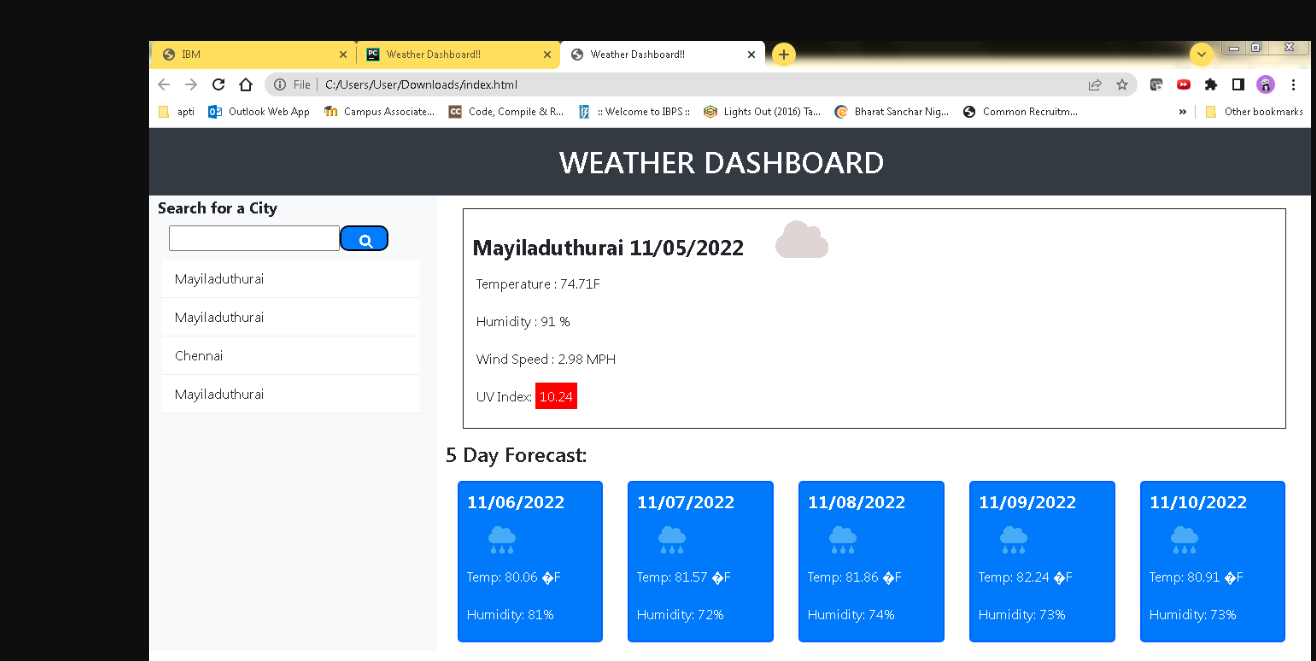 IBM
Weather Dashboard!!
Weather Dashboard!!
File
C:/Users/User/Downloads/index.html
apti
Outlook Web App
Campus Associate...
Code, Compile & R...
:: Welcome to IBPS ::
Lights Out (2016) Ta...
Bharat Sanchar Nig...
Common Recruitm...
»
Other bookmarks
WEATHER DASHBOARD
Search for a City
Mayiladuthurai
Mayiladuthurai
Chennai
Mayiladuthurai
Mayiladuthurai 11/05/2022
Temperature : 74.71F
Humidity : 91 %
Wind Speed : 2.98 MPH
UV Index: 10.24
5 Day Forecast:
11/06/2022
Temp: 80.06 �F
Humidity: 81%
11/07/2022
Temp: 81.57 �F
Humidity: 72%
11/08/2022
Temp: 81.86 �F
Humidity: 74%
11/09/2022
Temp: 82.24 �F
Humidity: 73%
11/10/2022
Temp: 80.91 �F
Humidity: 73%